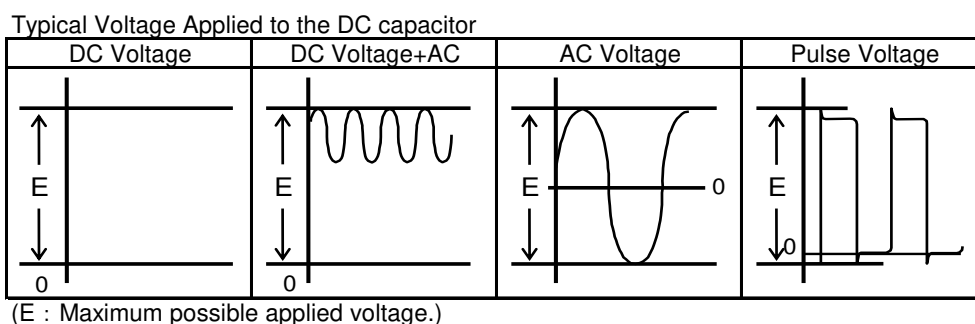 Typical Voltage Applied to the DC capacitor
DC Voltage DC Voltage+AC AC Voltage Pulse Voltage
E E E E
0 0 0 0
(E：Maximum possible applied voltage.)